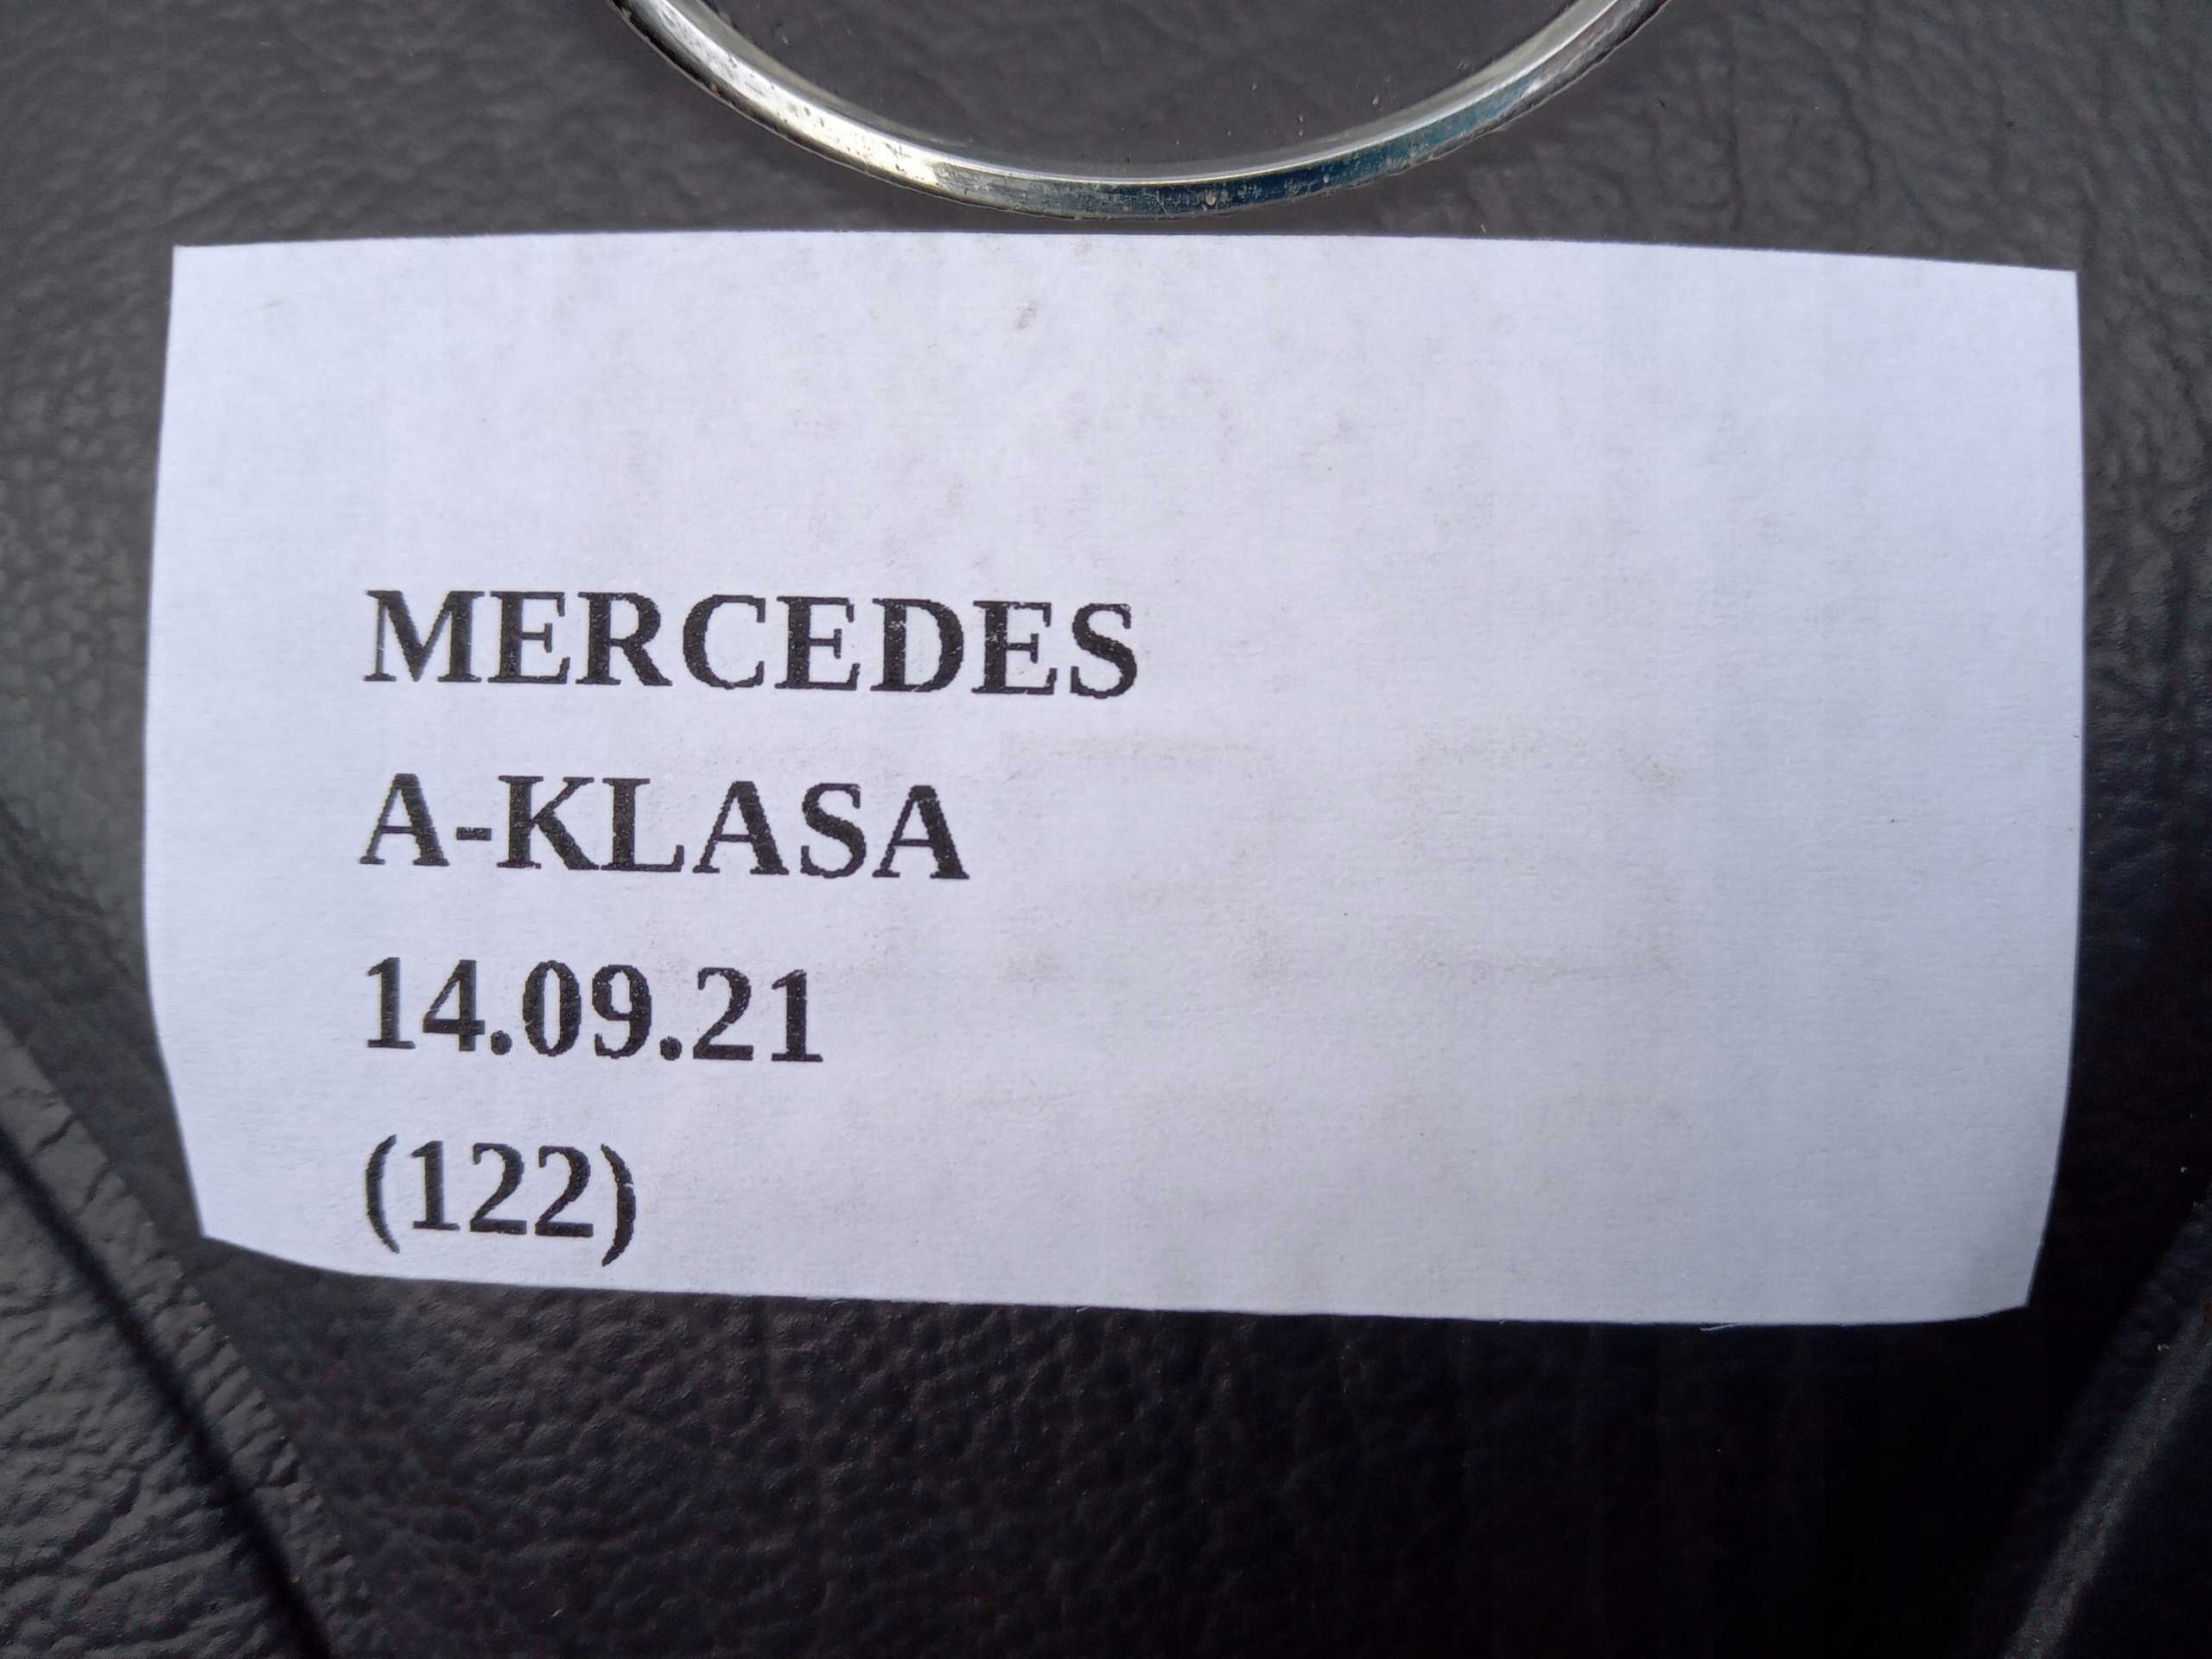 MERCEDES
A-KLASA
14.09.21
(122)